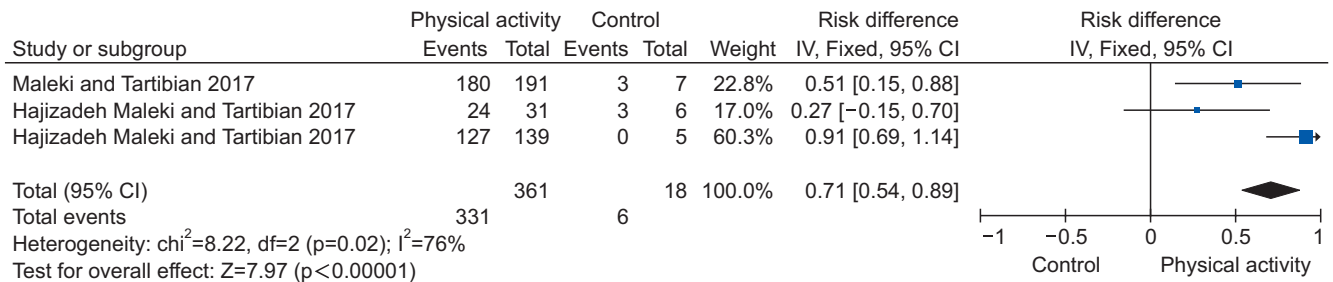 Physical activity Control Risk difference Risk difference
Study or subgroup Events Total Events Total Weight IV, Fixed, 95% CI IV, Fixed, 95% CI
Maleki and Tartibian 2017 180 191 3 7 22.8% 0.51 [0.15, 0.88]
Hajizadeh Maleki and Tartibian 2017 24 31 3 6 17.0% 0.27 [−0.15, 0.70]
Hajizadeh Maleki and Tartibian 2017 127 139 0 5 60.3% 0.91 [0.69, 1.14]
Total (95% CI) 361 18 100.0% 0.71 [0.54, 0.89]
Total events 331 6
Heterogeneity: chi²=8.22, df=2 (p=0.02); I²=76%
Test for overall effect: Z=7.97 (p<0.00001)
−1 −0.5 0 0.5 1
Control Physical activity